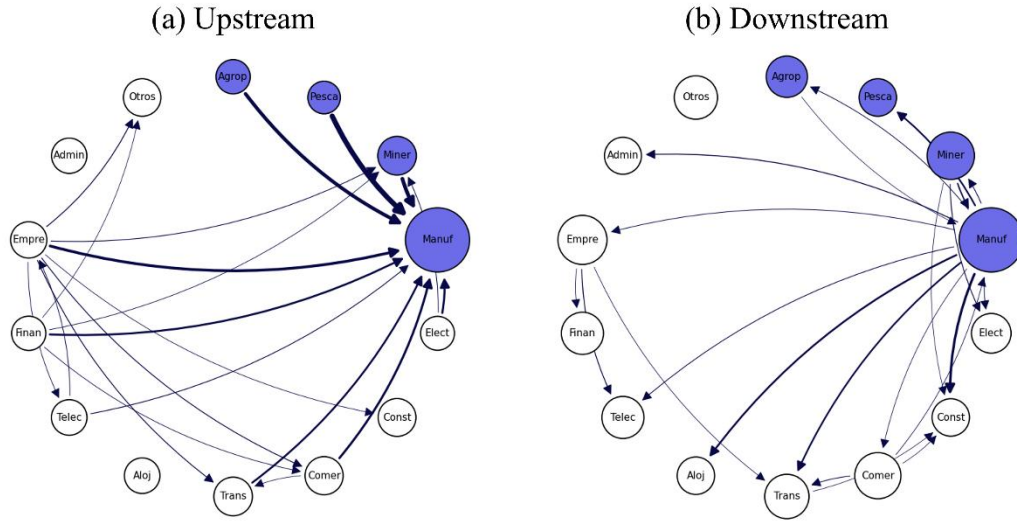 (a) Upstream
Agrop
Pesca
Otros
Miner
Admin
Manuf
Empre
Elect
Finan
Const
Telec
Comer
Aloj
Trans
(b) Downstream
Agrop
Pesca
Otros
Miner
Admin
Manuf
Empre
Elect
Finan
Const
Telec
Comer
Aloj
Trans